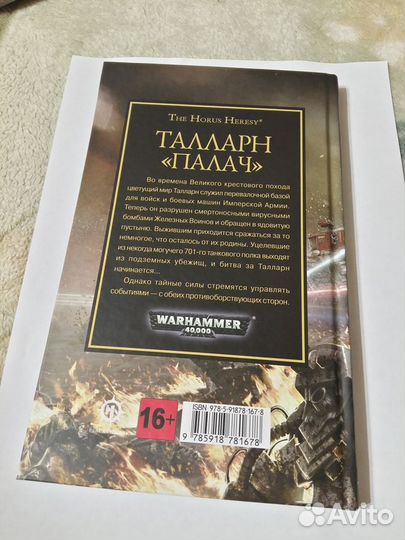 THE HORUS HERESY®
ТАЛЛАРН
«ПАЛАЧ»
Во времена Великого крестового похода
цветущий мир Талларн служил перевалочной базой
для войск и боевых машин Имперской Армии.
Теперь он разрушен смертоносными вирусными
бомбами Железных Воинов и обращен в ядовитую
пустыню. Выжившим приходится сражаться за то
немногое, что осталось от их родины. Уцелевшие
из некогда могучего 701-го танкового полка выходят
из подземных убежищ, и битва за Талларн
начинается...
Однако тайные силы стремятся управлять
событиями — с обеих противоборствующих сторон.
WARHAMMER
40,000
16+
ISBN 978-5-91878-167-8
9 785918 781678
Avito